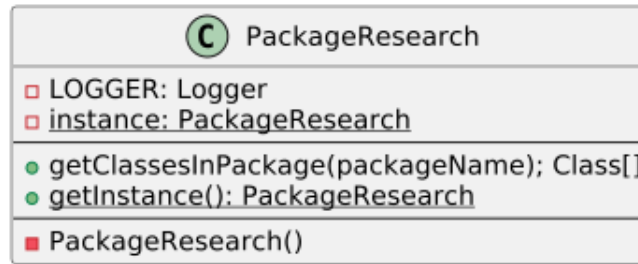 C PackageResearch
LOGGER: Logger
instance: PackageResearch
getClassesInPackage(packageName); Class[]
getInstance(): PackageResearch
PackageResearch()